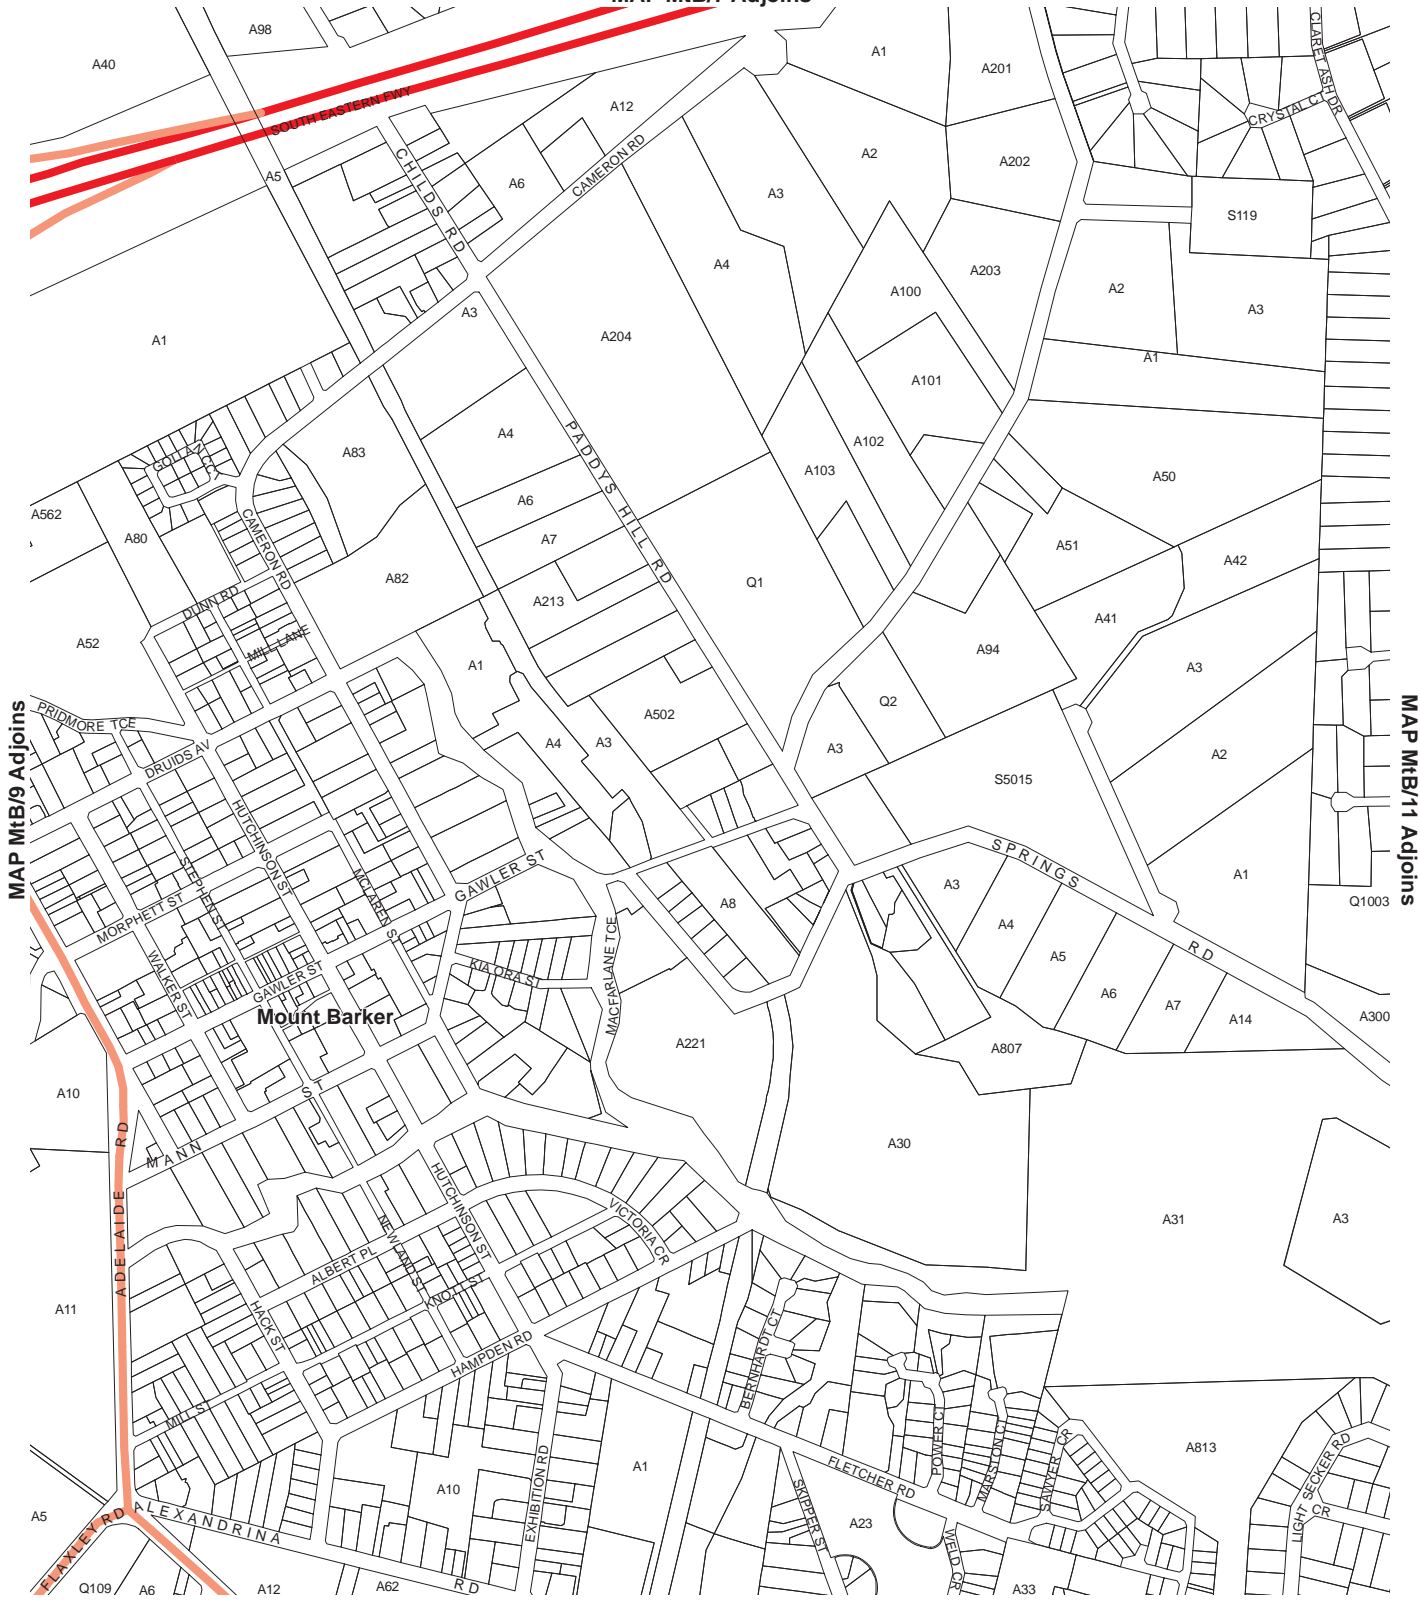 A98
A40
A1
A201
CLARET ASH DR
CRYSTAL CT
SOUTH EASTERN FWY
A12
CHILDS RD
CAMERON RD
A5
A6
A2
A202
A3
S119
A4
A203
A100
A2
A3
A3
A204
A1
A1
A101
PADDYS HILL RD
A4
A83
A102
GOLLAN CCT
A103
A50
A562
A6
CAMERON RD
A80
A7
A51
A42
A82
Q1
DUNN RD
A213
A41
MILL LANE
A52
A94
A1
A3
Q2
PRIDMORE TCE
A502
A4
A3
A3
A2
DRUIDS AV
S5015
MAP MtB/9 Adjoins
MAP MtB/11 Adjoins
HUTCHINSON ST
STEPHEN ST
MCLAREN ST
GAWLER ST
SPRINGS RD
A1
A3
Q1003
MORPHETT ST
A8
A4
WALKER ST
MACFARLANE TCE
A5
KIA ORA ST
GAWLER ST
A6
A7
A14
A300
Mount Barker
A221
A807
A10
MANN ST
A30
A31
A3
ADELAIDE RD
HUTCHINSON ST
VICTORIA CR
NEWLAND ST
ALBERT PL
KNOTT ST
A11
HACK ST
HAMPDEN RD
BERNHARDT CT
MILL ST
POWER C
MARSTON C
SAWYER CR
A813
LIGHT SECKER RD
CR
FLETCHER RD
A1
A10
EXHIBITION RD
SKIPPER ST
A23
WELD CR
A5
FLAXLEY RD
ALEXANDRINA RD
Q109
A6
A12
A62
A33